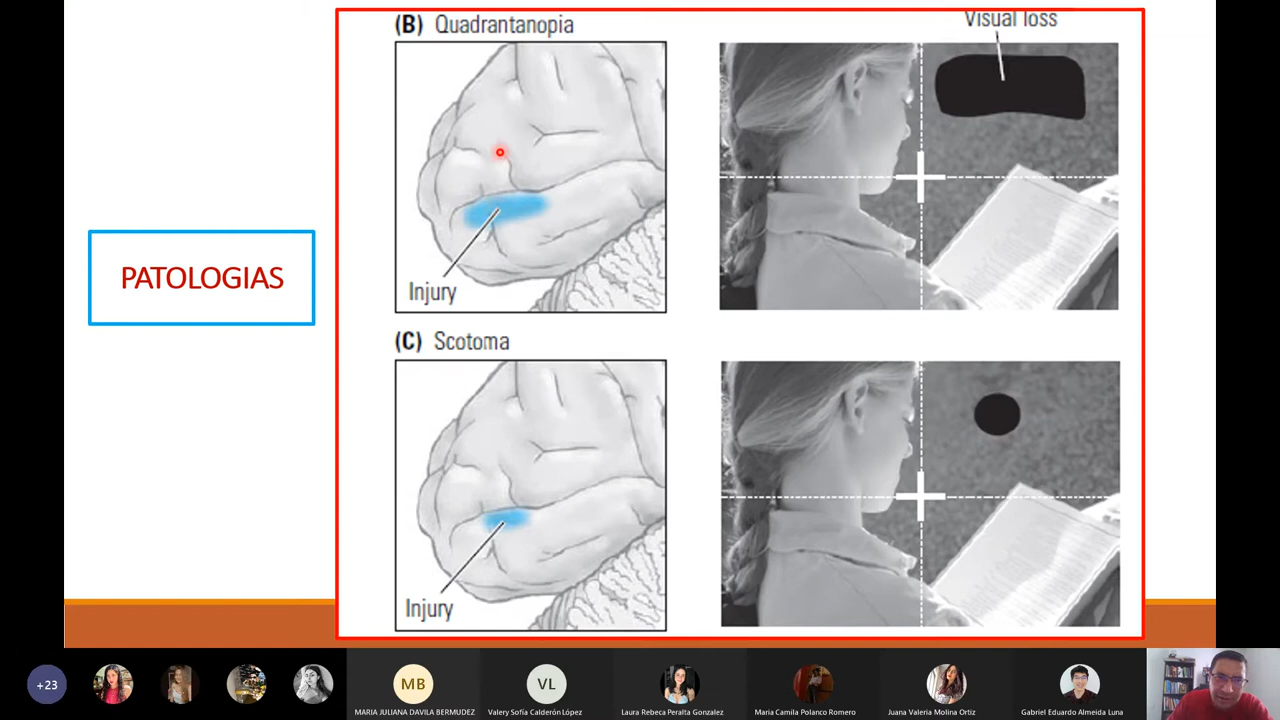 Visual loss
(B) Quadrantanopia
Injury
PATOLOGIAS
(C) Scotoma
Injury
+23
MB
VL
MARIA JULIANA DAVILA BERMUDEZ
Valery Sofía Calderón López
Laura Rebeca Peralta Gonzalez
Maria Camila Polanco Romero
Juana Valeria Molina Ortiz
Gabriel Eduardo Almeida Luna